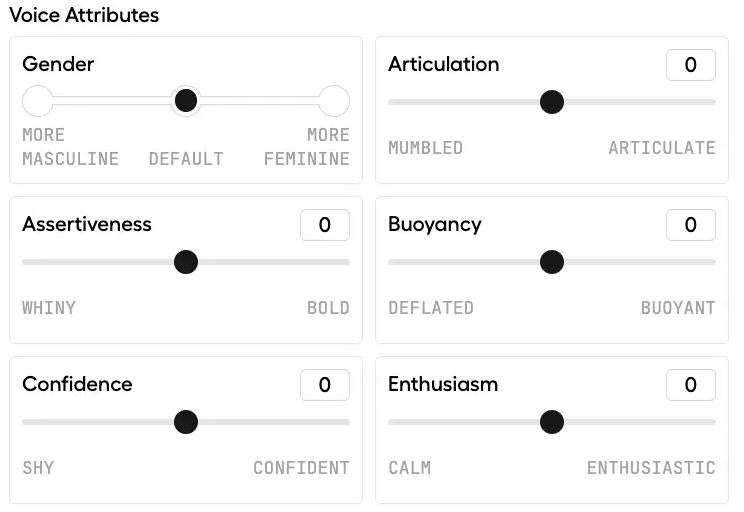 Voice Attributes
Gender
MORE MASCULINE
DEFAULT
MORE FEMININE
Articulation
0
MUMBLED
ARTICULATE
Assertiveness
0
WHINY
BOLD
Buoyancy
0
DEFLATED
BUOYANT
Confidence
0
SHY
CONFIDENT
Enthusiasm
0
CALM
ENTHUSIASTIC